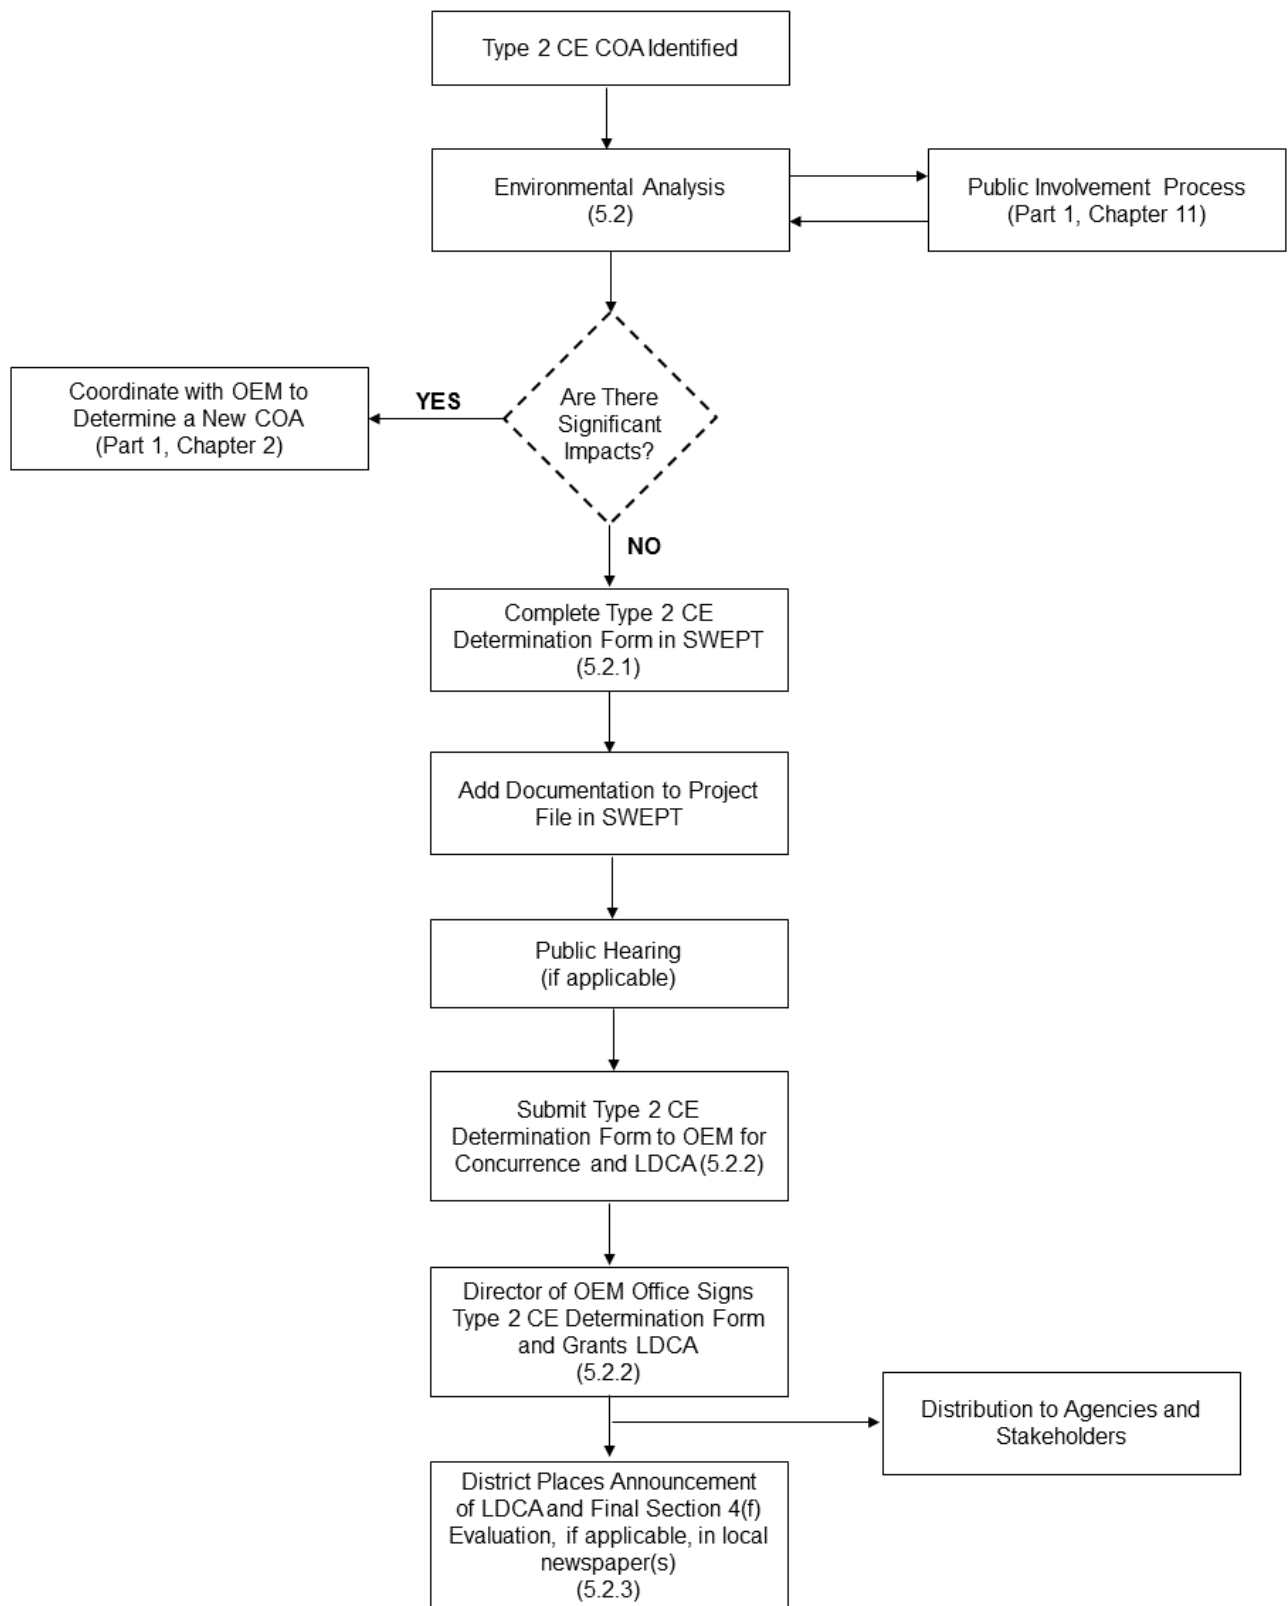 Type 2 CE COA Identified
Environmental Analysis
(5.2)
Public Involvement Process
(Part 1, Chapter 11)
Are There
Significant
Impacts?
YES
Coordinate with OEM to
Determine a New COA
(Part 1, Chapter 2)
NO
Complete Type 2 CE
Determination Form in SWEPT
(5.2.1)
Add Documentation to Project
File in SWEPT
Public Hearing
(if applicable)
Submit Type 2 CE
Determination Form to OEM for
Concurrence and LDCA (5.2.2)
Director of OEM Office Signs
Type 2 CE Determination Form
and Grants LDCA
(5.2.2)
Distribution to Agencies and
Stakeholders
District Places Announcement
of LDCA and Final Section 4(f)
Evaluation, if applicable, in local
newspaper(s)
(5.2.3)